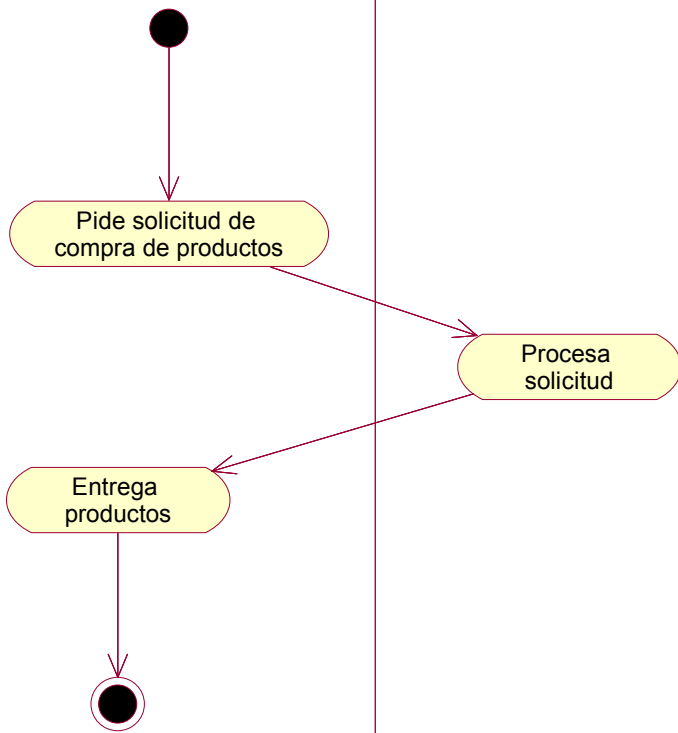 Pide solicitud de
compra de productos
Procesa
solicitud
Entrega
productos